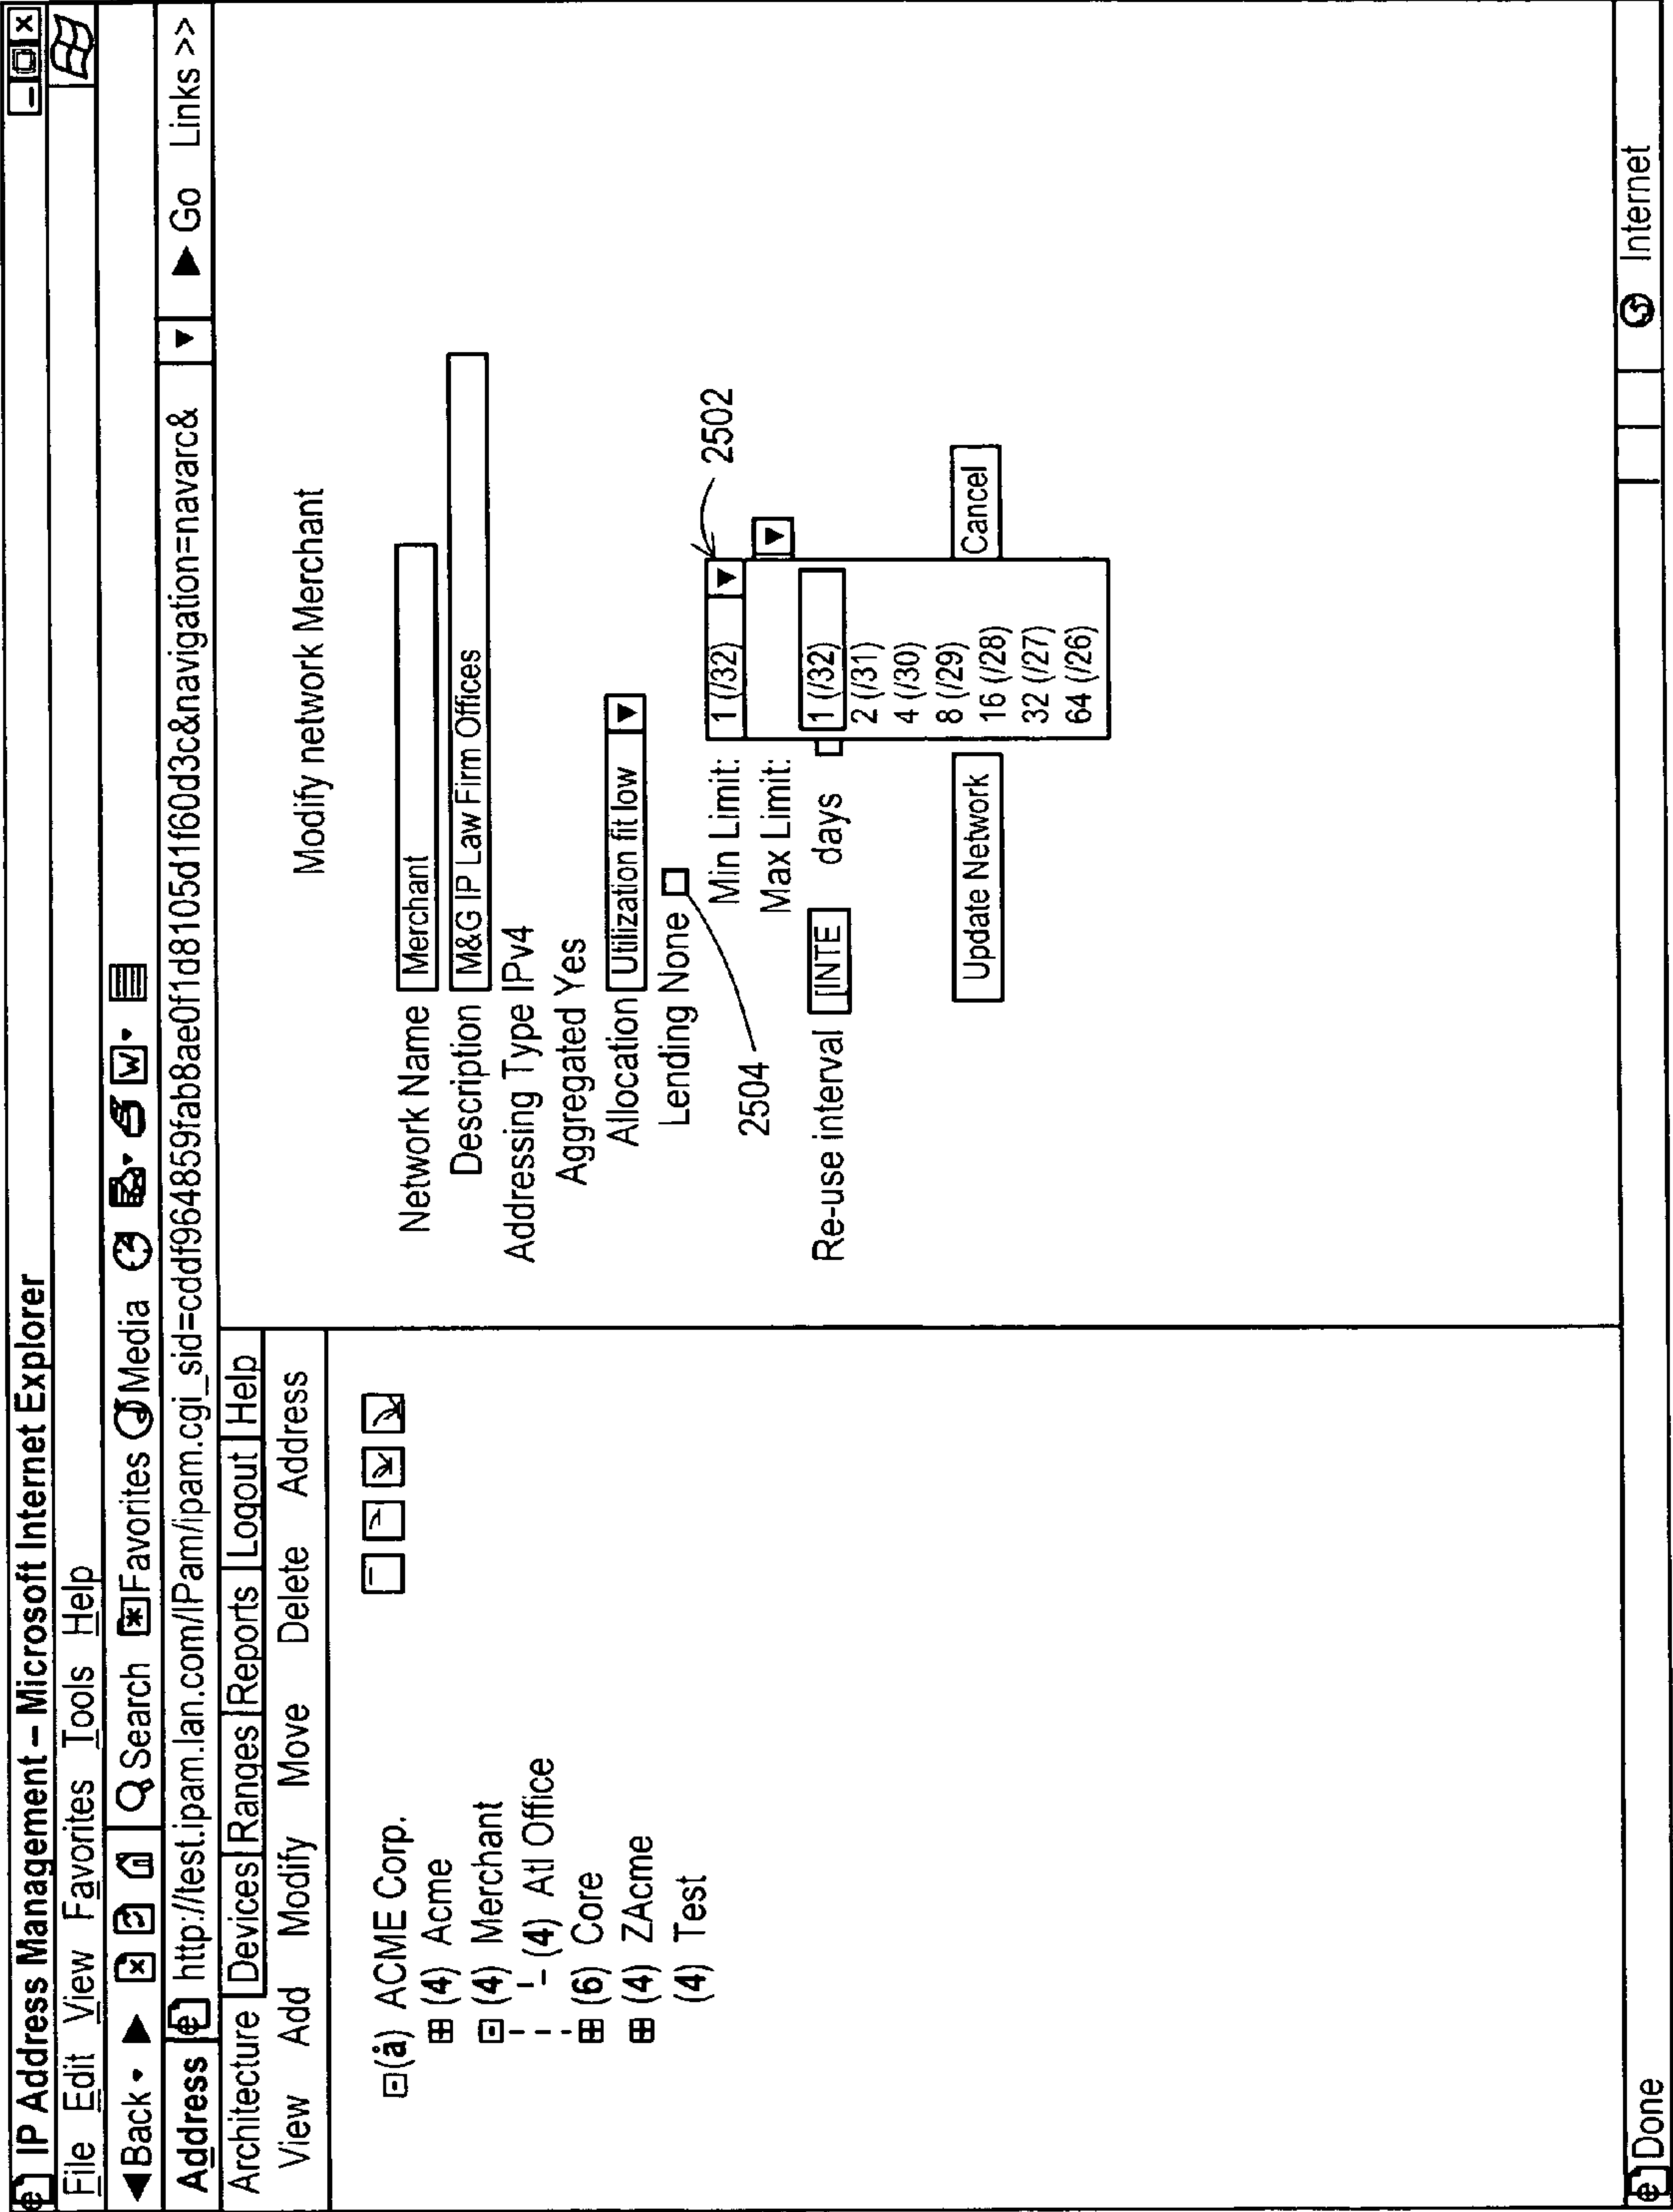 IP Address Management – Microsoft Internet Explorer
File Edit View Favorites Tools Help
Back Search Favorites Media
Address http://test.ipam.lan.com/IPam/ipam.cgi_sid=cddf964859fab8ae0f1d8105d1f60d3c&navigation=navarc& Go Links >>
Architecture Devices Ranges Reports Logout Help
View Add Modify Move Delete Address
(å) ACME Corp.
(4) Acme
(4) Merchant
(4) Atl Office
(6) Core
(4) ZAcme
(4) Test
Modify network Merchant
Network Name Merchant
Description M&G IP Law Firm Offices
Addressing Type IPv4
Aggregated Yes
Allocation Utilization fit low
Lending None
2504
Min Limit: 1 (/32)
2502
Max Limit:
1 (/32)
2 (/31)
4 (/30)
8 (/29)
16 (/28)
32 (/27)
64 (/26)
Re-use interval [INTE days
Update Network Cancel
Done Internet